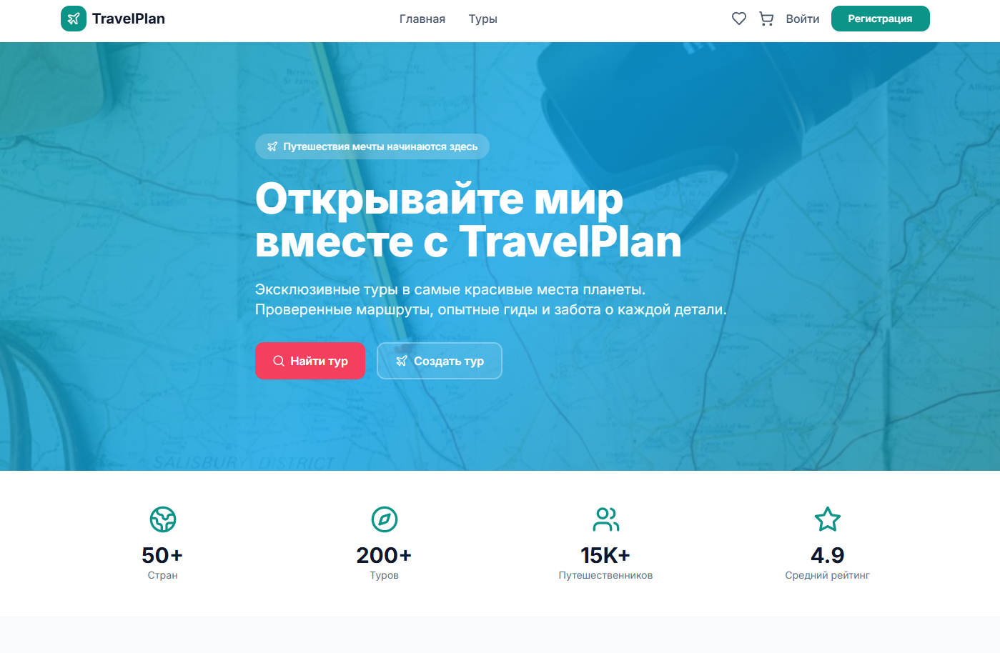 TravelPlan
Главная
Туры
Войти
Регистрация
Путешествия мечты начинаются здесь
Открывайте мир
вместе с TravelPlan
Эксклюзивные туры в самые красивые места планеты.
Проверенные маршруты, опытные гиды и забота о каждой детали.
Найти тур
Создать тур
SALISBURY DISTRICT
50+
Стран
200+
Туров
15K+
Путешественников
4.9
Средний рейтинг